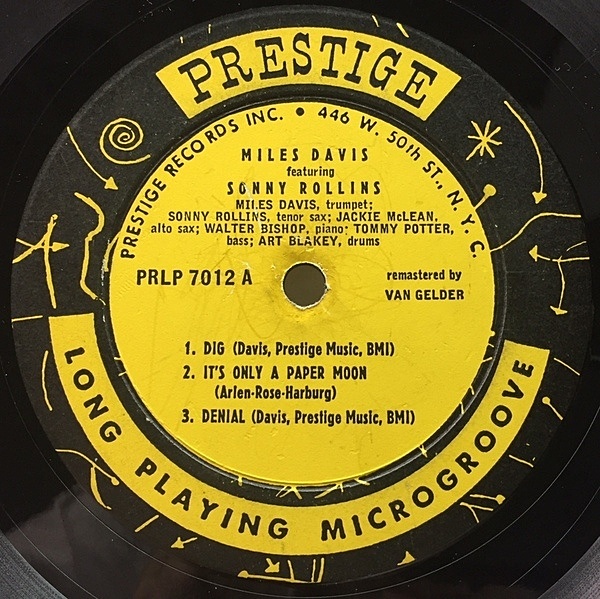 PRESTIGE
PRESTIGE RECORDS INC. • 446 W. 50th ST., N.Y.C.
MILES DAVIS
featuring
SONNY ROLLINS
MILES DAVIS, trumpet;
SONNY ROLLINS, tenor sax; JACKIE McLEAN,
alto sax; WALTER BISHOP, piano; TOMMY POTTER,
bass; ART BLAKEY, drums
PRLP 7012 A
remastered by
VAN GELDER
1. DIG (Davis, Prestige Music, BMI)
2. IT'S ONLY A PAPER MOON
(Arlen-Rose-Harburg)
3. DENIAL (Davis, Prestige Music, BMI)
LONG PLAYING MICROGROOVE